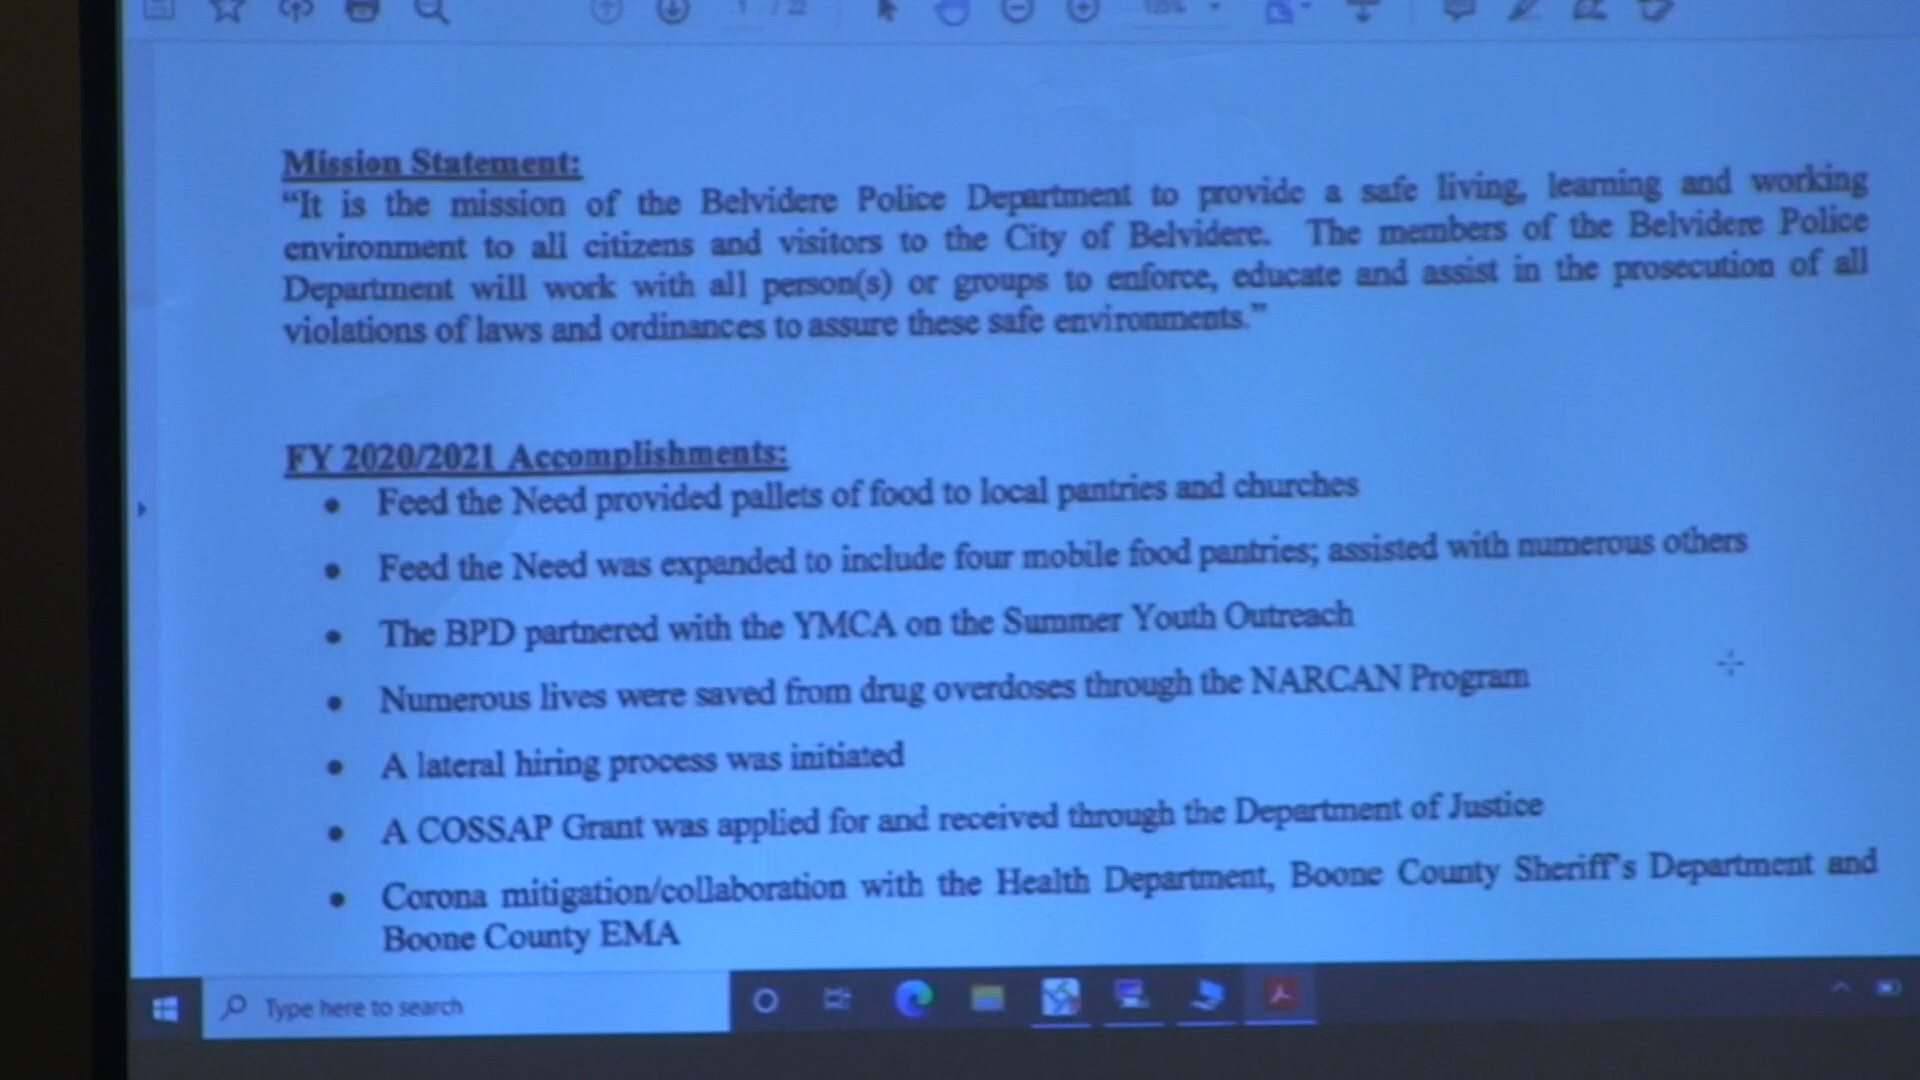 1 / 22
Mission Statement:
“It is the mission of the Belvidere Police Department to provide a safe living, learning and working
environment to all citizens and visitors to the City of Belvidere. The members of the Belvidere Police
Department will work with all person(s) or groups to enforce, educate and assist in the prosecution of all
violations of laws and ordinances to assure these safe environments.”
FY 2020/2021 Accomplishments:
• Feed the Need provided pallets of food to local pantries and churches
• Feed the Need was expanded to include four mobile food pantries; assisted with numerous others
• The BPD partnered with the YMCA on the Summer Youth Outreach
• Numerous lives were saved from drug overdoses through the NARCAN Program
• A lateral hiring process was initiated
• A COSSAP Grant was applied for and received through the Department of Justice
• Corona mitigation/collaboration with the Health Department, Boone County Sheriff's Department and
Boone County EMA
Type here to search